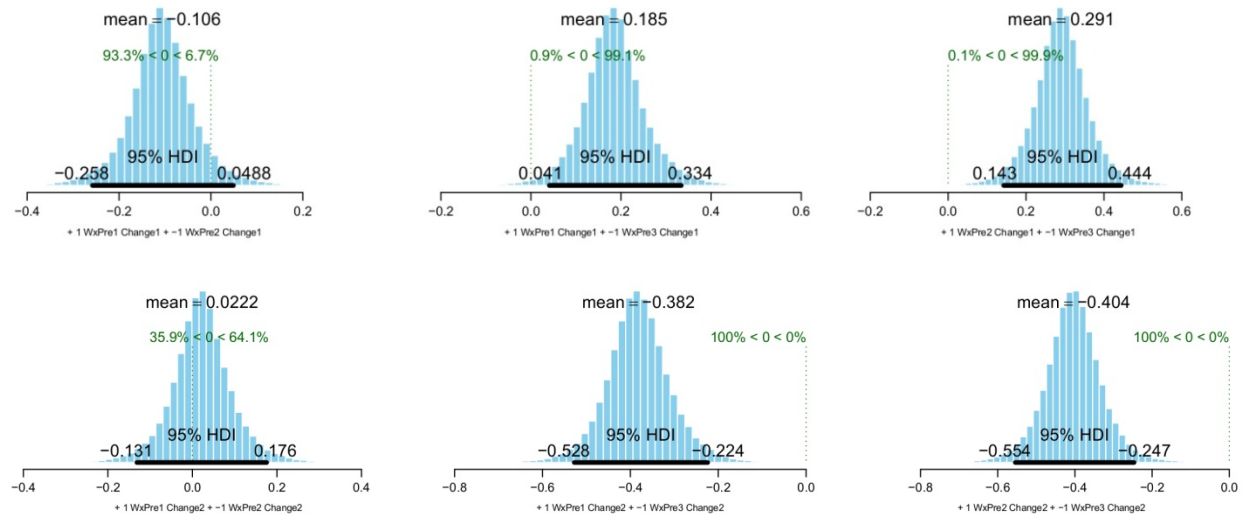 mean = −0.106
93.3% < 0 < 6.7%
95% HDI
−0.258 0.0488
−0.4 −0.2 0.0 0.2
+ 1 WxPre1 Change1 + −1 WxPre2 Change1
mean = 0.185
0.9% < 0 < 99.1%
95% HDI
0.041 0.334
−0.2 0.0 0.2 0.4 0.6
+ 1 WxPre1 Change1 + −1 WxPre3 Change1
mean = 0.291
0.1% < 0 < 99.9%
95% HDI
0.143 0.444
−0.2 0.2 0.4 0.6
+ 1 WxPre2 Change1 + −1 WxPre3 Change1
mean = 0.0222
35.9% < 0 < 64.1%
95% HDI
−0.131 0.176
−0.4 −0.2 0.0 0.2 0.4
+ 1 WxPre1 Change2 + −1 WxPre2 Change2
mean = −0.382
100% < 0 < 0%
95% HDI
−0.528 −0.224
−0.8 −0.6 −0.4 −0.2 0.0
+ 1 WxPre1 Change2 + −1 WxPre3 Change2
mean = −0.404
100% < 0 < 0%
95% HDI
−0.554 −0.247
−0.8 −0.6 −0.4 −0.2 0.0
+ 1 WxPre2 Change2 + −1 WxPre3 Change2